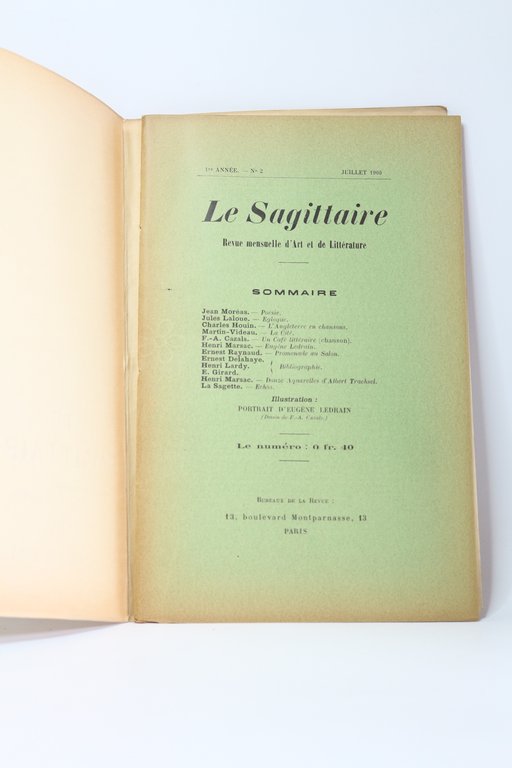 1re ANNÉE. — No 2 JUILLET 1900
Le Sagittaire
Revue mensuelle d'Art et de Littérature
SOMMAIRE
Jean Moréas. — Poésie.
Jules Laloue. — Eglogue.
Charles Houin. — L'Angleterre en chansons.
Martin-Videau. — La Cité.
F.-A. Cazals. — Un Café littéraire (chanson).
Henri Marsac. — Eugène Ledrain.
Ernest Raynaud. — Promenade au Salon.
Ernest Delahaye.
Henri Lardy. Bibliographie.
E. Girard.
Henri Marsac. — Douze Aquarelles d'Albert Trachsel.
La Sagette. — Echos.
Illustration :
PORTRAIT D'EUGÈNE LEDRAIN
(Dessin de F.-A. Cazals.)
Le numéro : 0 fr. 40
BUREAUX DE LA REVUE :
13, boulevard Montparnasse, 13
PARIS